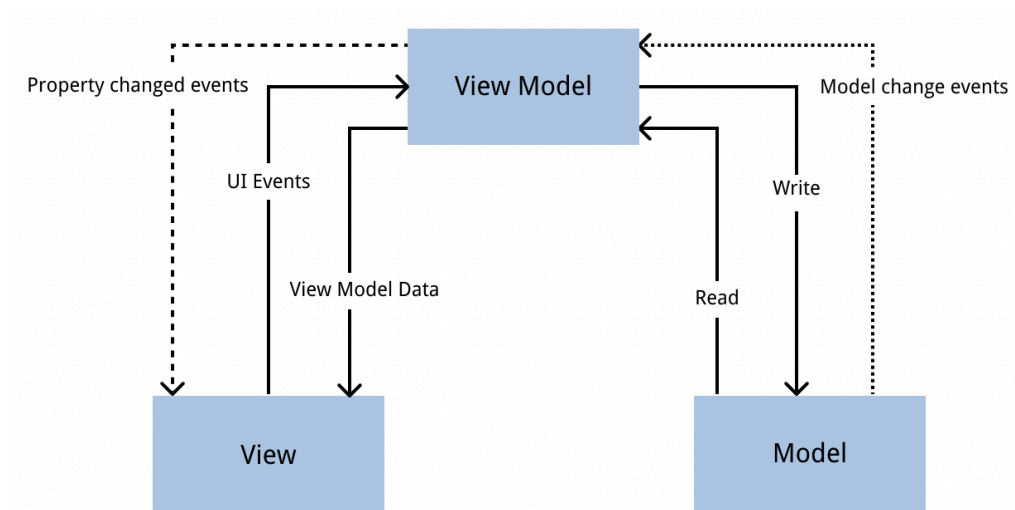 View Model
Property changed events
Model change events
UI Events
Write
View Model Data
Read
View
Model